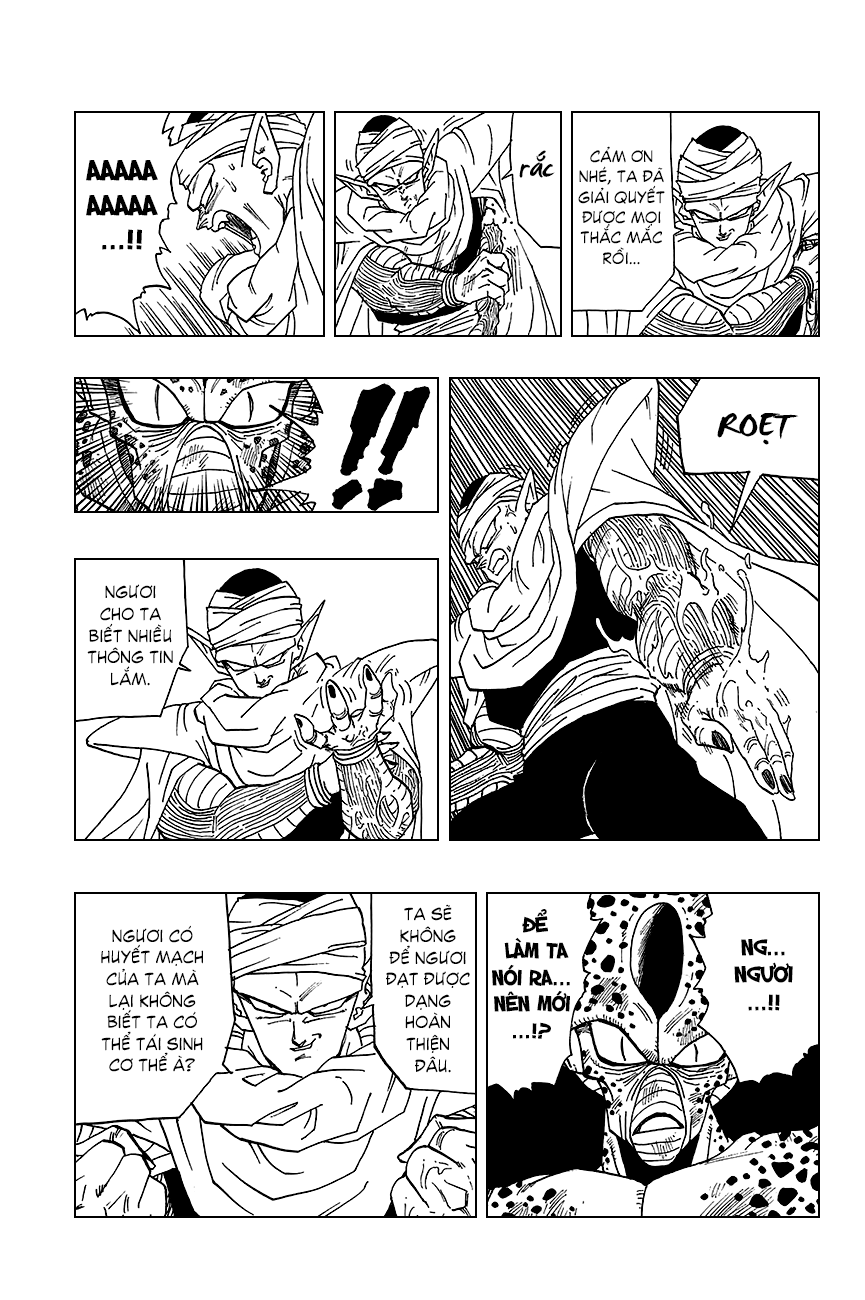 CẢM ƠN
NHÉ, TA ĐÃ
GIẢI QUYẾT
ĐƯỢC MỌI
THẮC MẮC
RỒI...
RẮC
AAAAA
AAAAA
...!!
ROẸT
!!
NGƯƠI
CHO TA
BIẾT NHIỀU
THÔNG TIN
LẮM.
NG...
NGƯƠI
...!!
ĐỂ
LÀM TA
NÓI RA...
NÊN MỚI
...!?
TA SẼ
KHÔNG
ĐỂ NGƯƠI
ĐẠT ĐƯỢC
DẠNG
HOÀN
THIỆN
ĐÂU.
NGƯƠI CÓ
HUYẾT MẠCH
CỦA TA MÀ
LẠI KHÔNG
BIẾT TA CÓ
THỂ TÁI SINH
CƠ THỂ À?